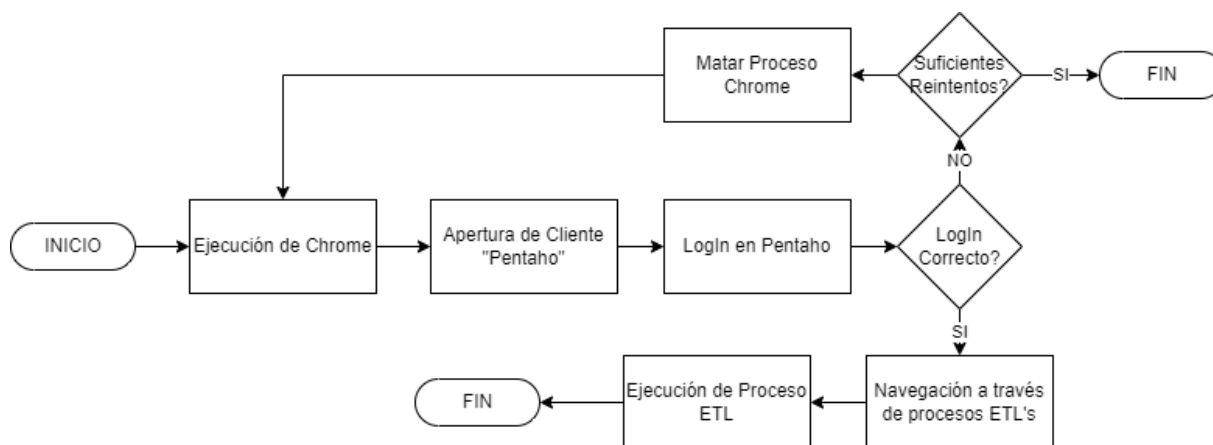 Matar Proceso
Chrome
Suficientes
Reintentos?
SI
FIN
NO
INICIO
Ejecución de Chrome
Apertura de Cliente
"Pentaho"
LogIn en Pentaho
LogIn
Correcto?
SI
FIN
Ejecución de Proceso
ETL
Navegación a través
de procesos ETL's